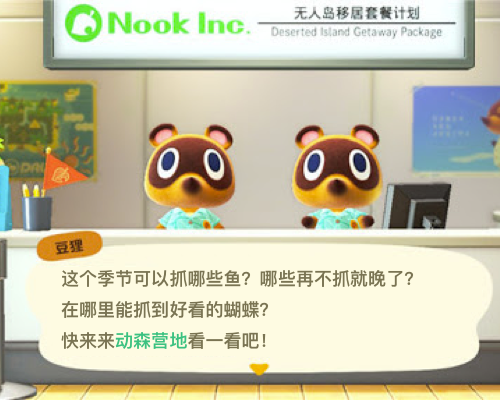 Nook Inc.
无人岛移居套餐计划
Deserted Island Getaway Package
豆狸
这个季节可以抓哪些鱼？哪些再不抓就晚了？
在哪里能抓到好看的蝴蝶？
快来来动森营地看一看吧！